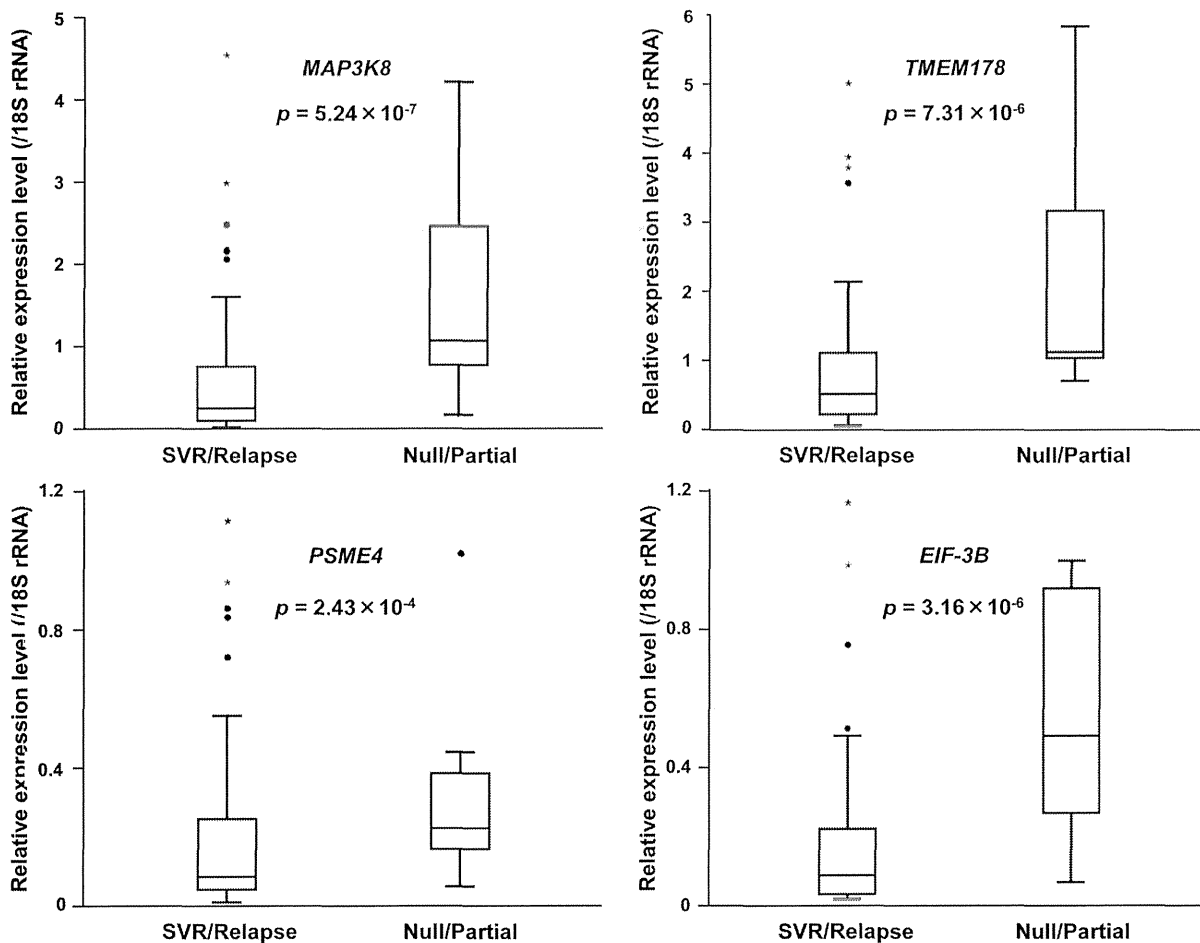 Relative expression level (/18S rRNA)
5
4
3
2
1
0
MAP3K8
p = 5.24 × 10-7
SVR/Relapse
Null/Partial
Relative expression level (/18S rRNA)
6
5
4
3
2
1
0
TMEM178
p = 7.31 × 10-6
SVR/Relapse
Null/Partial
Relative expression level (/18S rRNA)
1.2
0.8
0.4
0
PSME4
p = 2.43 × 10-4
SVR/Relapse
Null/Partial
Relative expression level (/18S rRNA)
1.2
0.8
0.4
0
EIF-3B
p = 3.16 × 10-6
SVR/Relapse
Null/Partial